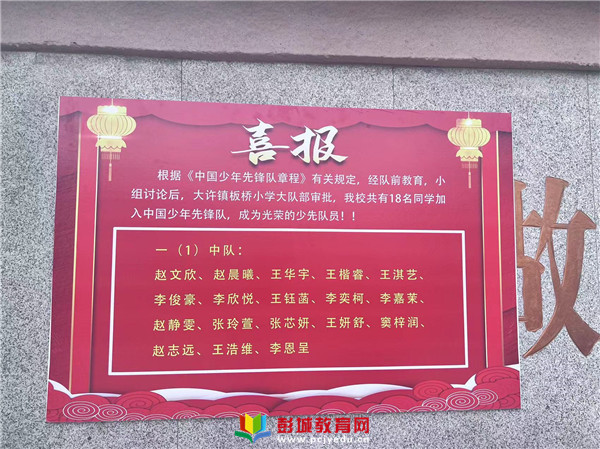 喜报
根据《中国少年先锋队章程》有关规定，经队前教育，小
组讨论后，大许镇板桥小学大队部审批，我校共有18名同学加
入中国少年先锋队，成为光荣的少先队员！！
一（1）中队：
赵文欣、赵晨曦、王华宇、王楷睿、王淇艺、
李俊豪、李欣悦、王钰菡、李奕柯、李嘉茉、
赵静雯、张玲萱、张芯妍、王妍舒、窦梓润、
赵志远、王浩维、李恩呈
故
彭城教育网
www.pcjyedu.cn